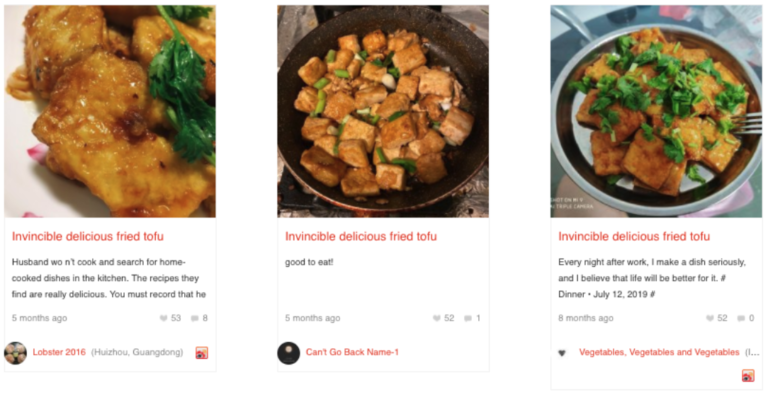 Invincible delicious fried tofu
Husband wo n't cook and search for home-
cooked dishes in the kitchen. The recipes they
find are really delicious. You must record that he
5 months ago
53
8
Lobster 2016 (Huizhou, Guangdong)
Invincible delicious fried tofu
good to eat!
5 months ago
52
1
Can't Go Back Name-1
SHOT ON MI
TRIPLE CAMERA
Invincible delicious fried tofu
Every night after work, I make a dish seriously,
and I believe that life will be better for it. #
Dinner • July 12, 2019 #
8 months ago
52
0
Vegetables, Vegetables and Vegetables (I...